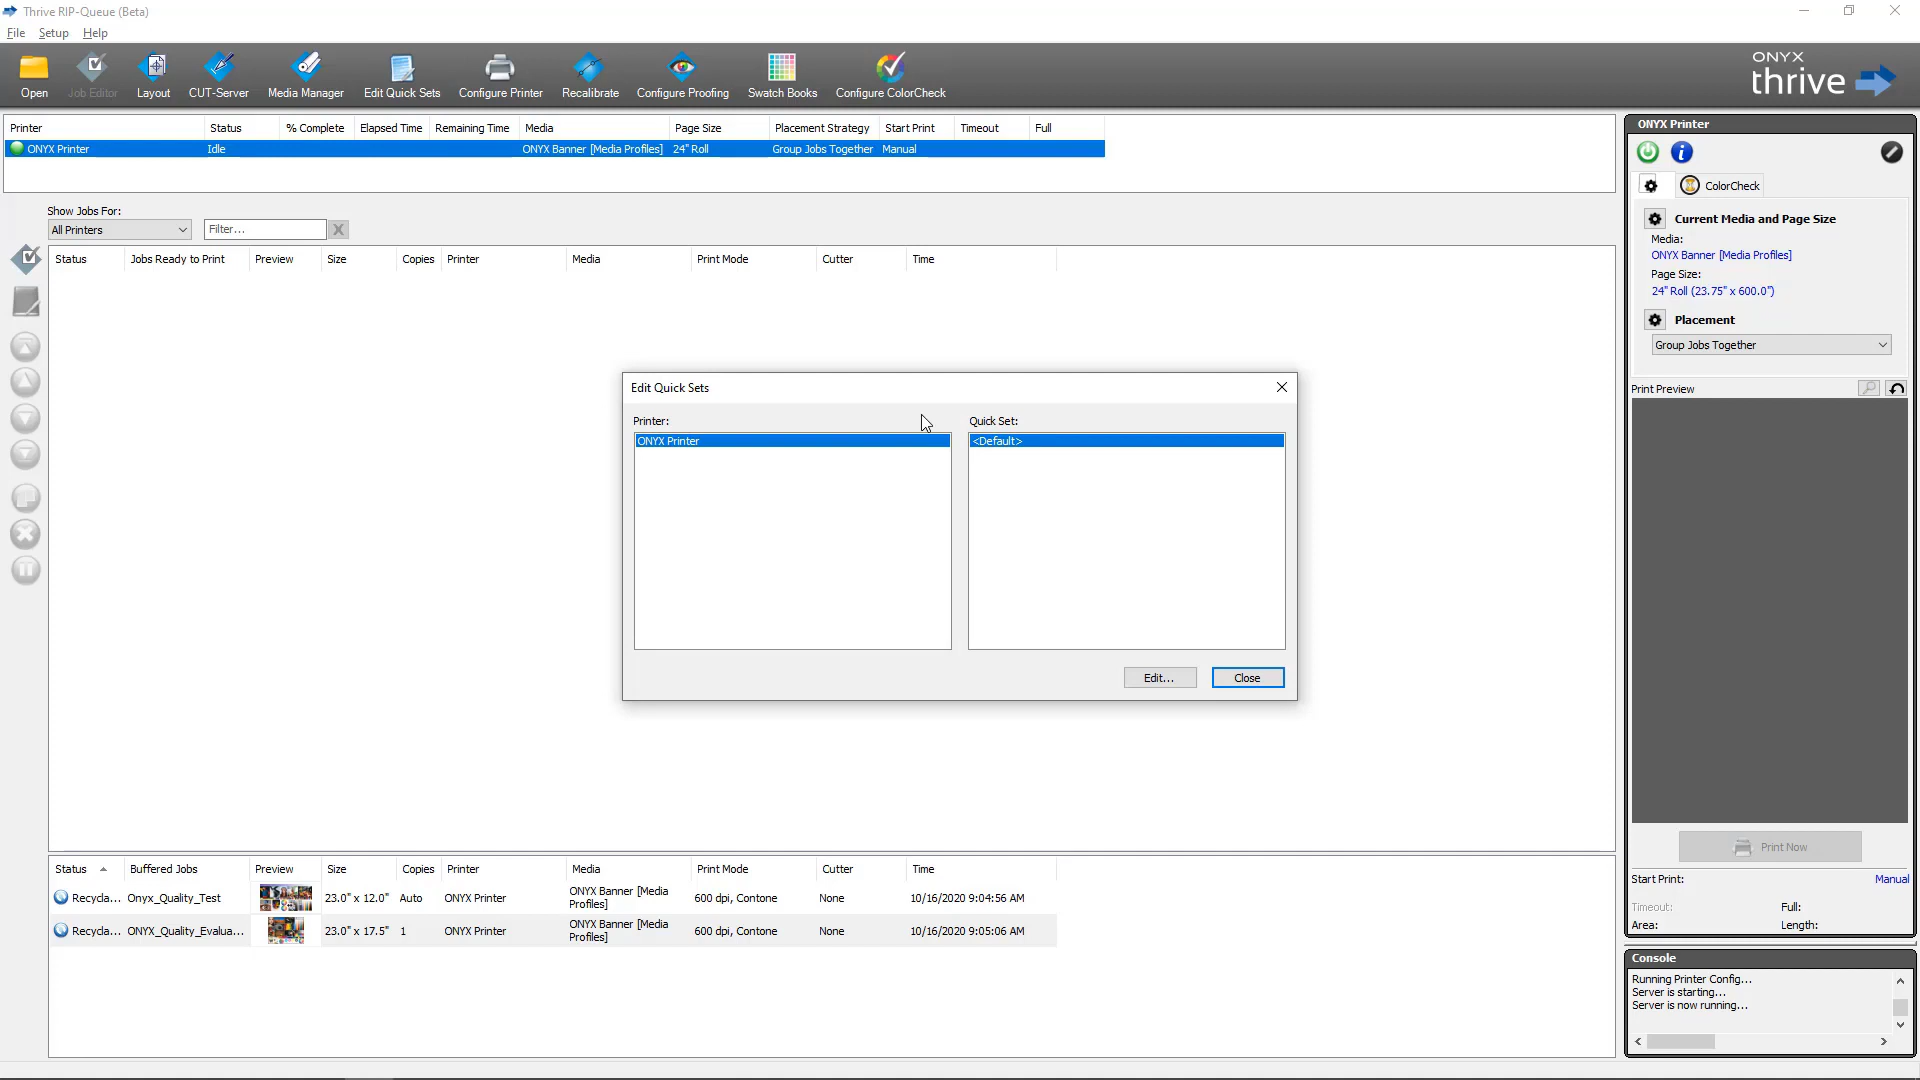 Thrive RIP-Queue (Beta)
File Setup Help
Open Job Editor Layout CUT-Server Media Manager Edit Quick Sets Configure Printer Recalibrate Configure Proofing Swatch Books Configure ColorCheck
ONYX
thrive
Printer Status % Complete Elapsed Time Remaining Time Media Page Size Placement Strategy Start Print Timeout Full
ONYX Printer Idle ONYX Banner [Media Profiles] 24" Roll Group Jobs Together Manual
Show Jobs For:
All Printers Filter... X
Status Jobs Ready to Print Preview Size Copies Printer Media Print Mode Cutter Time
Edit Quick Sets
Printer: Quick Set:
ONYX Printer <Default>
Edit... Close
Status Buffered Jobs Preview Size Copies Printer Media Print Mode Cutter Time
Recycla... Onyx_Quality_Test 23.0" x 12.0" Auto ONYX Printer ONYX Banner [Media Profiles] 600 dpi, Contone None 10/16/2020 9:04:56 AM
Recycla... ONYX_Quality_Evalua... 23.0" x 17.5" 1 ONYX Printer ONYX Banner [Media Profiles] 600 dpi, Contone None 10/16/2020 9:05:06 AM
ONYX Printer
i
ColorCheck
Current Media and Page Size
Media:
ONYX Banner [Media Profiles]
Page Size:
24" Roll (23.75" x 600.0")
Placement
Group Jobs Together
Print Preview
Print Now
Start Print: Manual
Timeout: Full:
Area: Length:
Console
Running Printer Config...
Server is starting...
Server is now running...